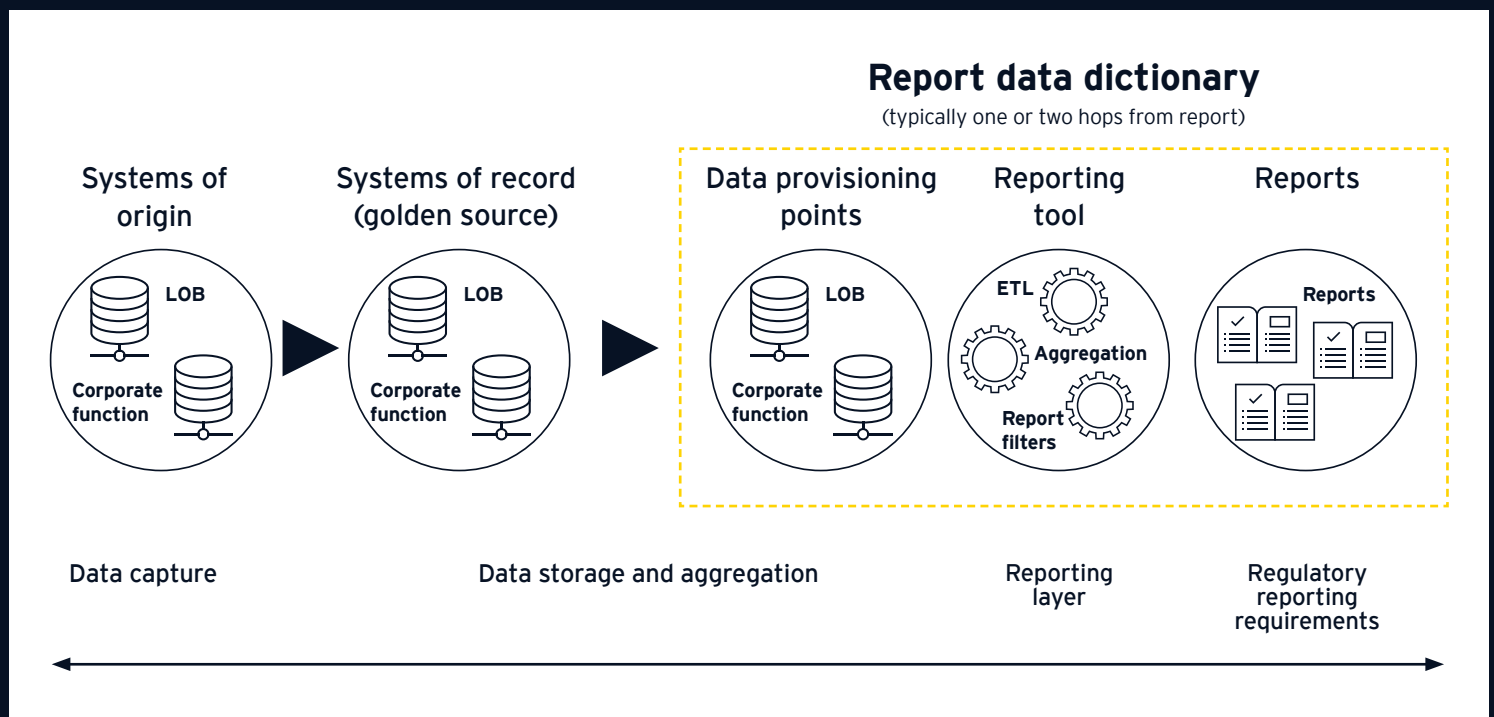 Report data dictionary
(typically one or two hops from report)
Systems of
origin
Systems of record
(golden source)
Data provisioning
points
Reporting
tool
Reports
LOB
Corporate
function
LOB
Corporate
function
LOB
Corporate
function
ETL
Aggregation
Report
filters
Reports
Data capture
Data storage and aggregation
Reporting
layer
Regulatory
reporting
requirements